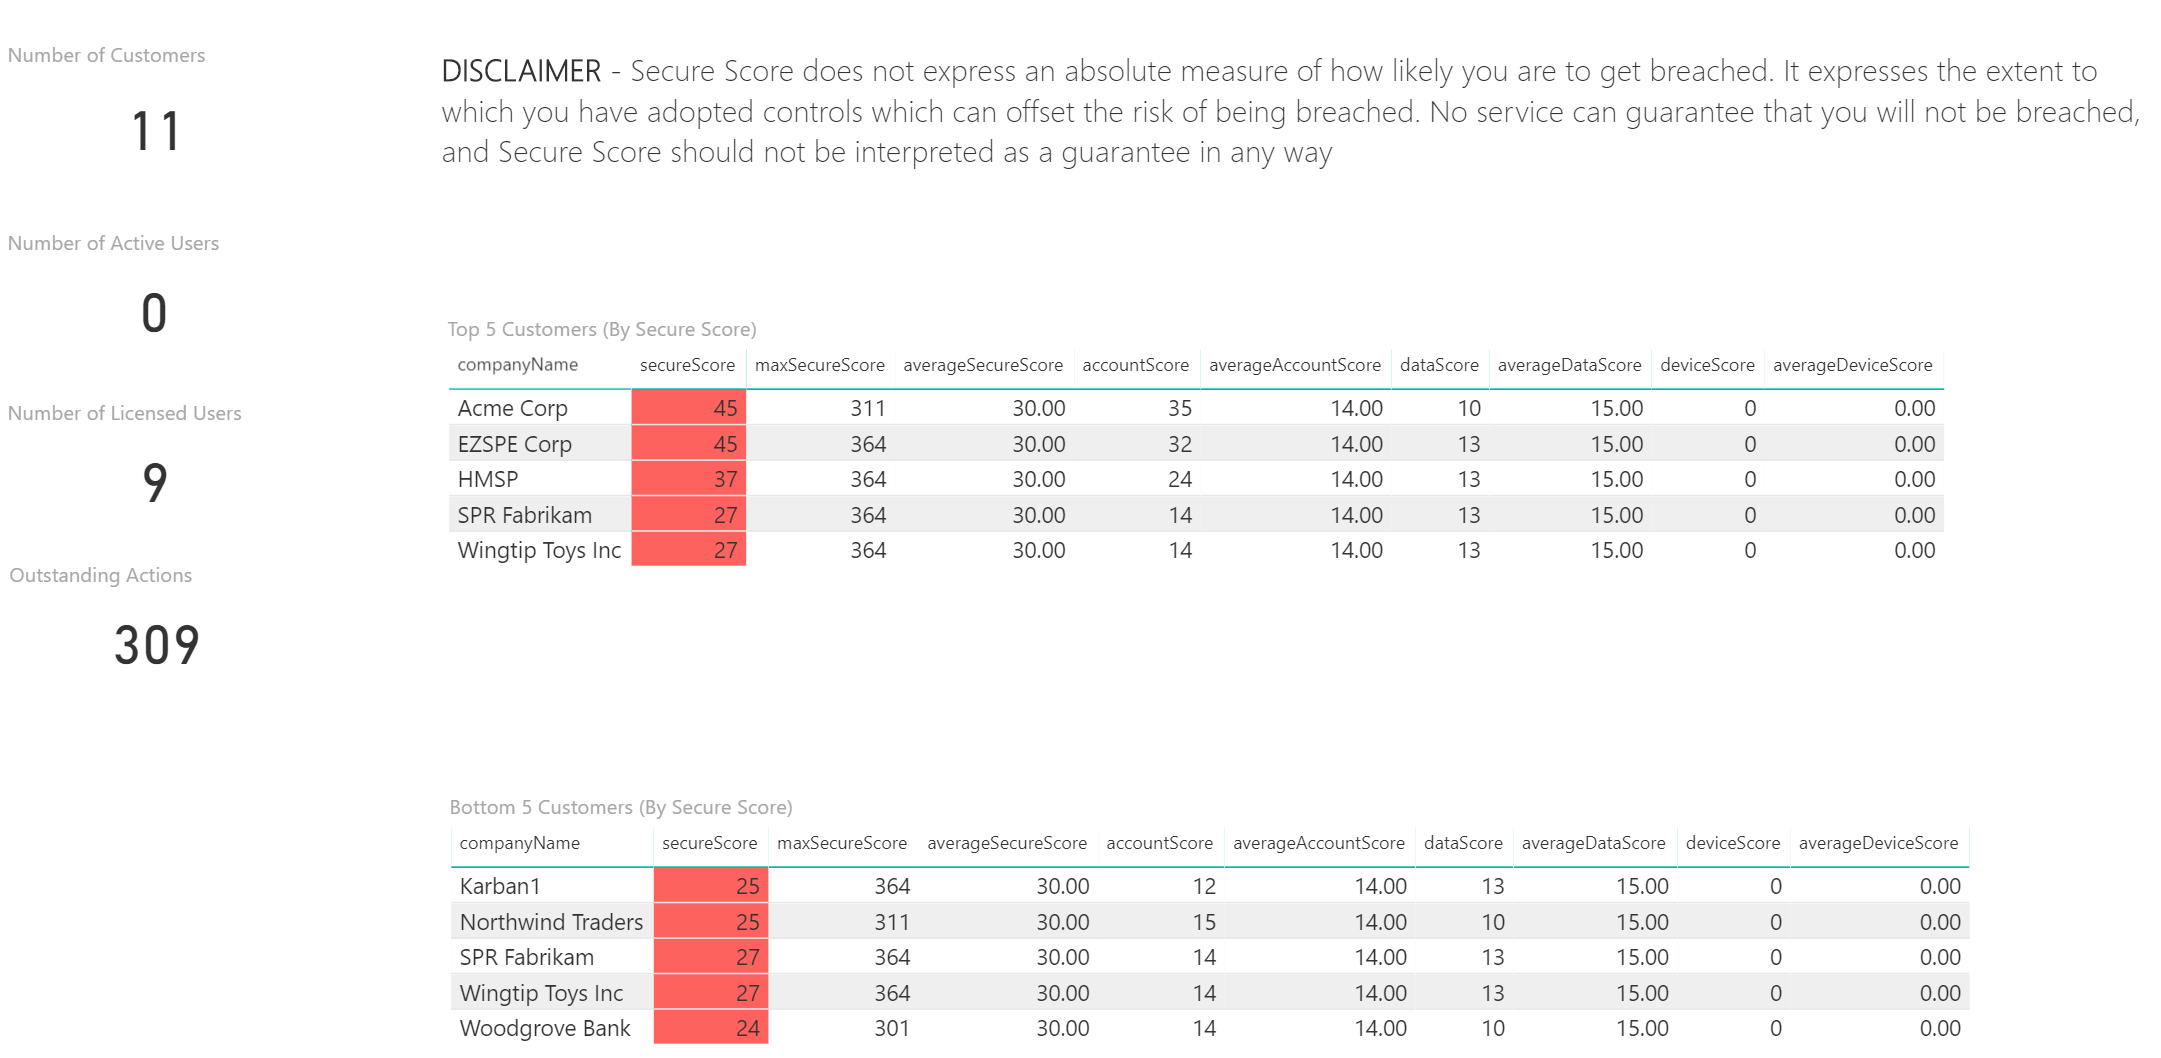 Number of Customers
11
Number of Active Users
0
Number of Licensed Users
9
Outstanding Actions
309
DISCLAIMER - Secure Score does not express an absolute measure of how likely you are to get breached. It expresses the extent to
which you have adopted controls which can offset the risk of being breached. No service can guarantee that you will not be breached,
and Secure Score should not be interpreted as a guarantee in any way
Top 5 Customers (By Secure Score)
companyName secureScore maxSecureScore averageSecureScore accountScore averageAccountScore dataScore averageDataScore deviceScore averageDeviceScore
Acme Corp 45 311 30.00 35 14.00 10 15.00 0 0.00
EZSPE Corp 45 364 30.00 32 14.00 13 15.00 0 0.00
HMSP 37 364 30.00 24 14.00 13 15.00 0 0.00
SPR Fabrikam 27 364 30.00 14 14.00 13 15.00 0 0.00
Wingtip Toys Inc 27 364 30.00 14 14.00 13 15.00 0 0.00
Bottom 5 Customers (By Secure Score)
companyName secureScore maxSecureScore averageSecureScore accountScore averageAccountScore dataScore averageDataScore deviceScore averageDeviceScore
Karban1 25 364 30.00 12 14.00 13 15.00 0 0.00
Northwind Traders 25 311 30.00 15 14.00 10 15.00 0 0.00
SPR Fabrikam 27 364 30.00 14 14.00 13 15.00 0 0.00
Wingtip Toys Inc 27 364 30.00 14 14.00 13 15.00 0 0.00
Woodgrove Bank 24 301 30.00 14 14.00 10 15.00 0 0.00